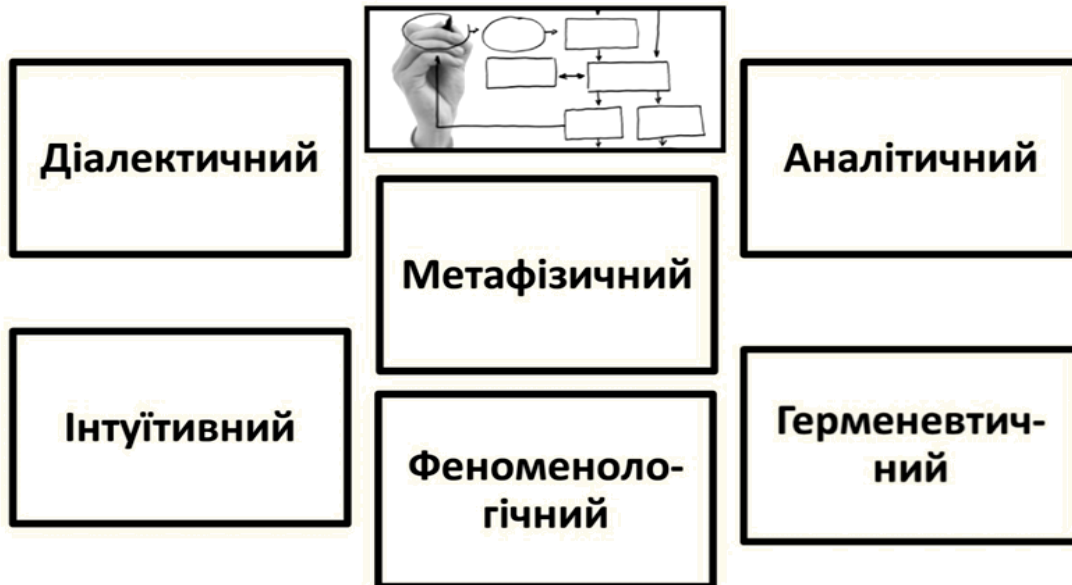 Діалектичний
Аналітичний
Метафізичний
Інтуїтивний
Феноменоло-
гічний
Герменевтич-
ний